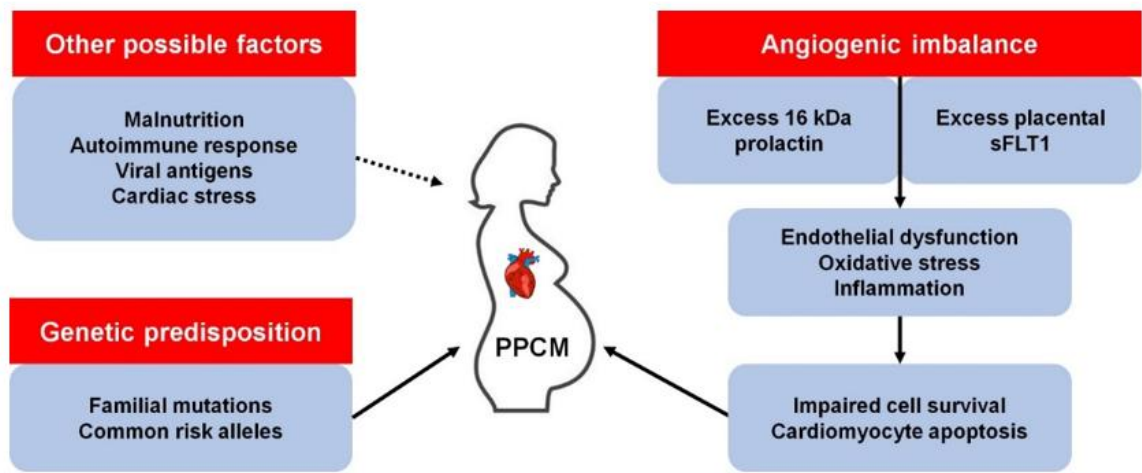 Other possible factors
Malnutrition
Autoimmune response
Viral antigens
Cardiac stress
Genetic predisposition
Familial mutations
Common risk alleles
PPCM
Angiogenic imbalance
Excess 16 kDa
prolactin
Excess placental
sFLT1
Endothelial dysfunction
Oxidative stress
Inflammation
Impaired cell survival
Cardiomyocyte apoptosis